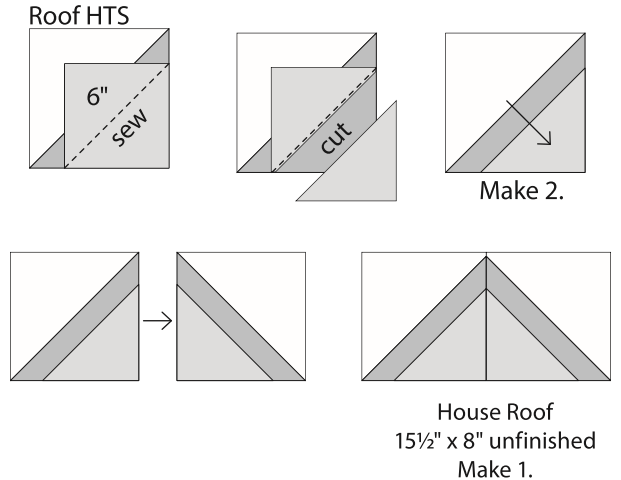 Roof HTS
6"
sew
cut
Make 2.
House Roof
15½" x 8" unfinished
Make 1.